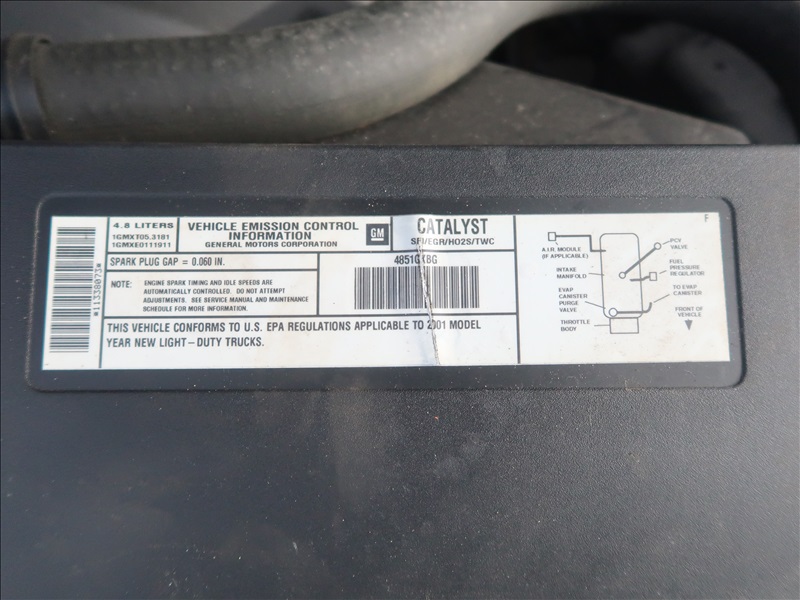 *11338073*
4.8 LITERS
1GMXT05.3181
1GMXE0111911
VEHICLE EMISSION CONTROL
INFORMATION
GENERAL MOTORS CORPORATION
GM
CATALYST
SFI/EGR/HO2S/TWC
SPARK PLUG GAP = 0.060 IN.
NOTE: ENGINE SPARK TIMING AND IDLE SPEEDS ARE
AUTOMATICALLY CONTROLLED. DO NOT ATTEMPT
ADJUSTMENTS. SEE SERVICE MANUAL AND MAINTENANCE
SCHEDULE FOR MORE INFORMATION.
THIS VEHICLE CONFORMS TO U.S. EPA REGULATIONS APPLICABLE TO 2001 MODEL
YEAR NEW LIGHT-DUTY TRUCKS.
F
A.I.R. MODULE
(IF APPLICABLE)
INTAKE
MANIFOLD
EVAP
CANISTER
PURGE
VALVE
THROTTLE
BODY
PCV
VALVE
FUEL
PRESSURE
REGULATOR
TO EVAP
CANISTER
FRONT OF
VEHICLE